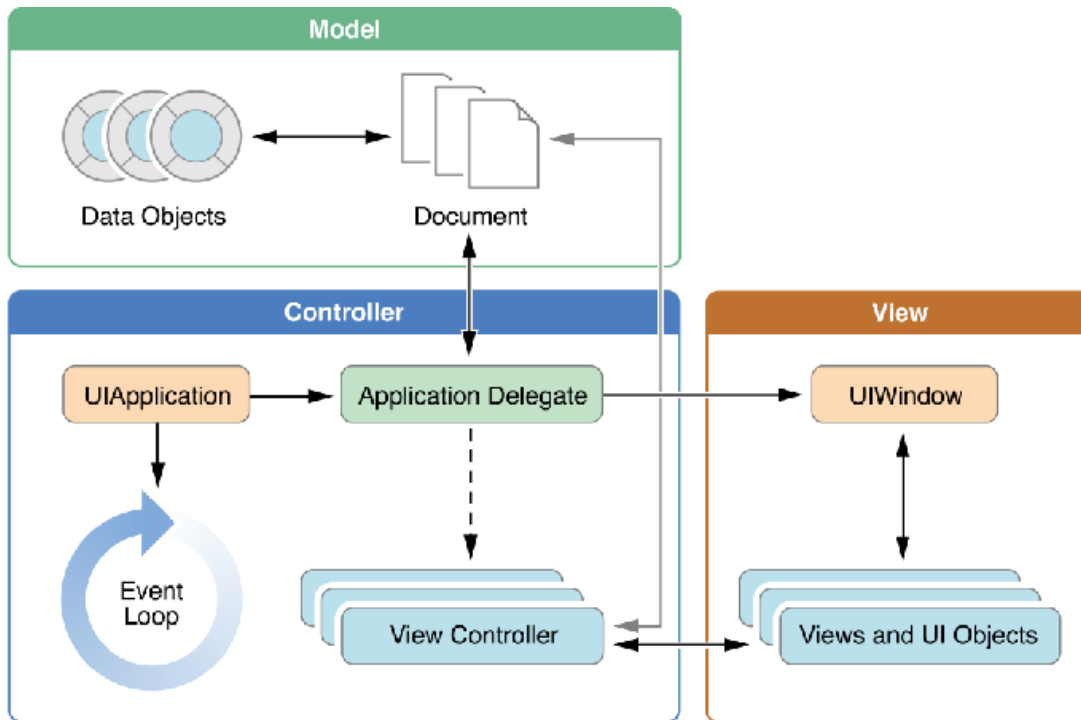 Model
Data Objects
Document
Controller
View
UIApplication
Application Delegate
UIWindow
Event
Loop
View Controller
Views and UI Objects